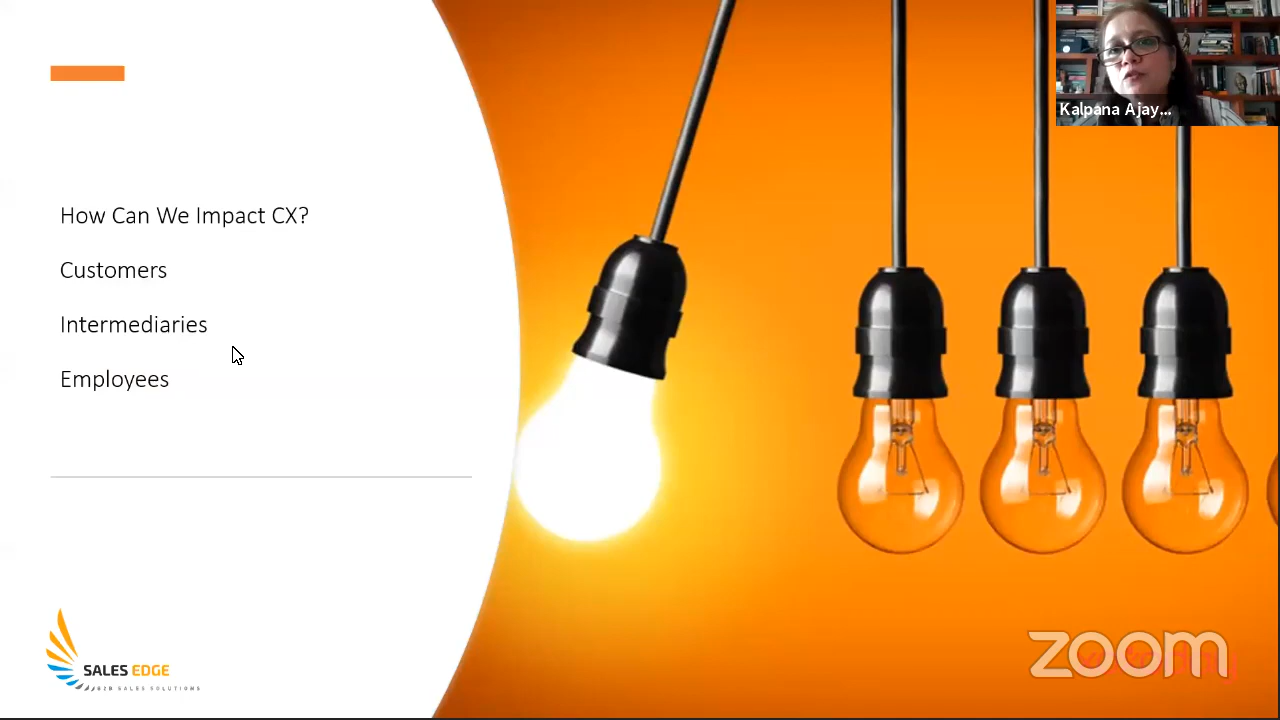 Kalpana Ajay...
How Can We Impact CX?
Customers
Intermediaries
Employees
SALES EDGE
B2B SALES SOLUTIONS
zoom